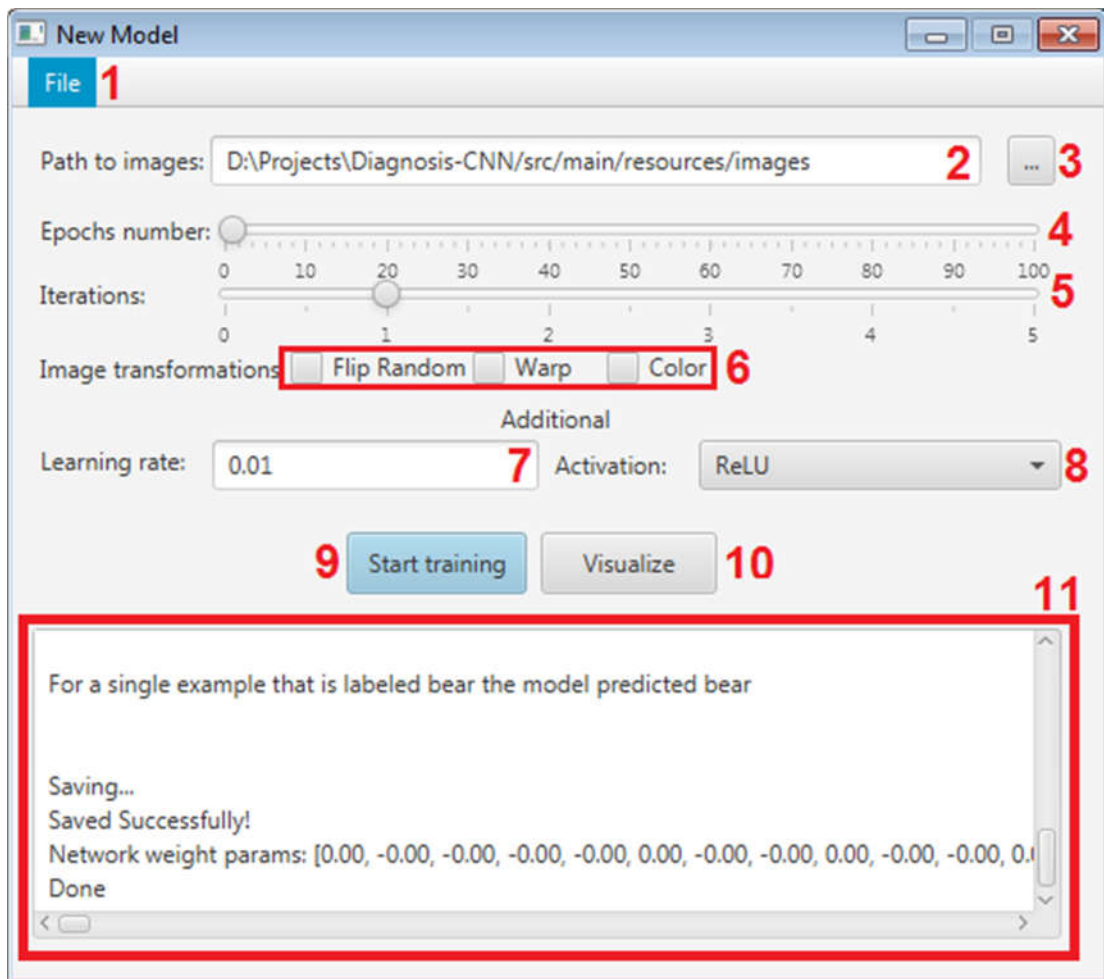 New Model
File 1
Path to images: D:\Projects\Diagnosis-CNN/src/main/resources/images 2 ... 3
Epochs number: 4
0 10 20 30 40 50 60 70 80 90 100
Iterations: 5
0 1 2 3 4 5
Image transformations Flip Random Warp Color 6
Additional
Learning rate: 0.01 7 Activation: ReLU 8
9 Start training Visualize 10
11
For a single example that is labeled bear the model predicted bear
Saving...
Saved Successfully!
Network weight params: [0.00, -0.00, -0.00, -0.00, -0.00, 0.00, -0.00, -0.00, 0.00, -0.00, -0.00,
Done